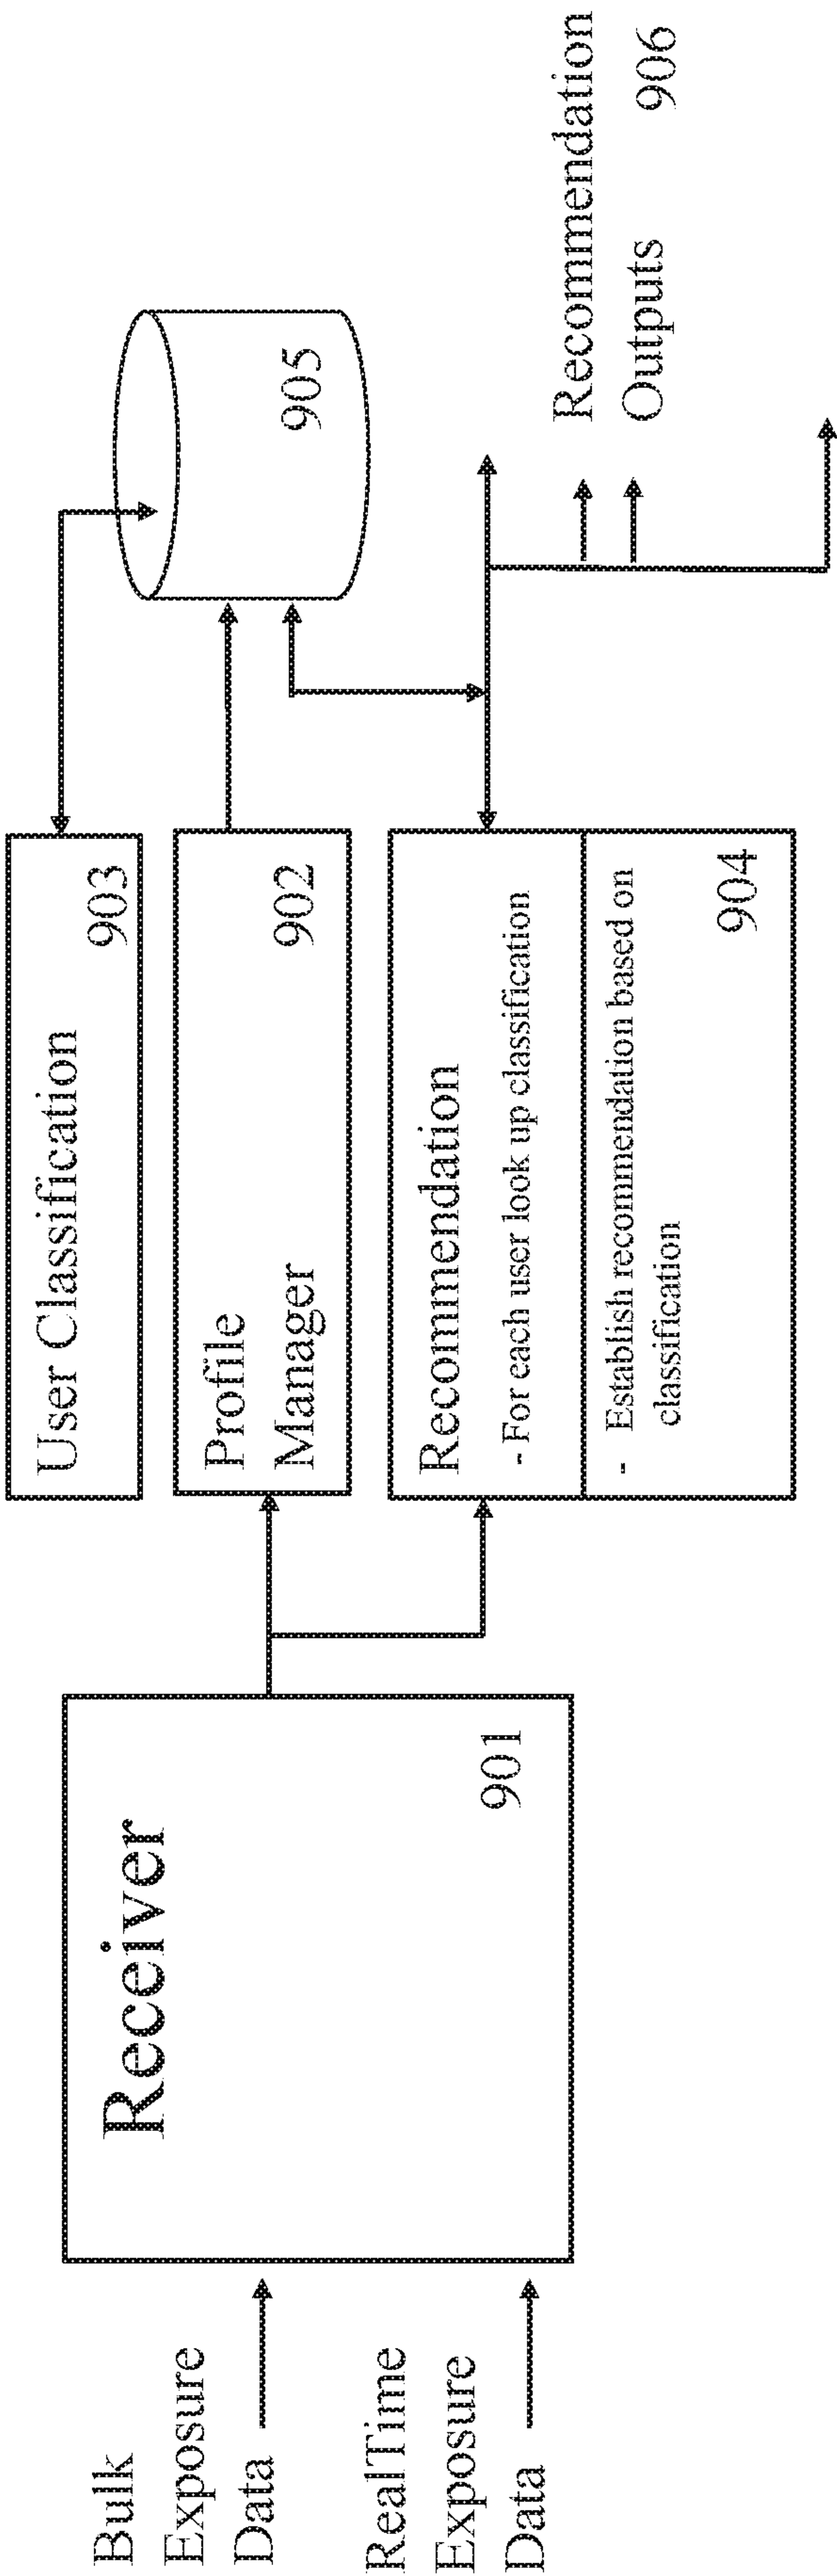 Bulk
Exposure
Data
RealTime
Exposure
Data
Receiver
901
User Classification
903
Profile
Manager
902
Recommendation
- For each user look up classification
- Establish recommendation based on
classification
904
905
Recommendation
Outputs 906